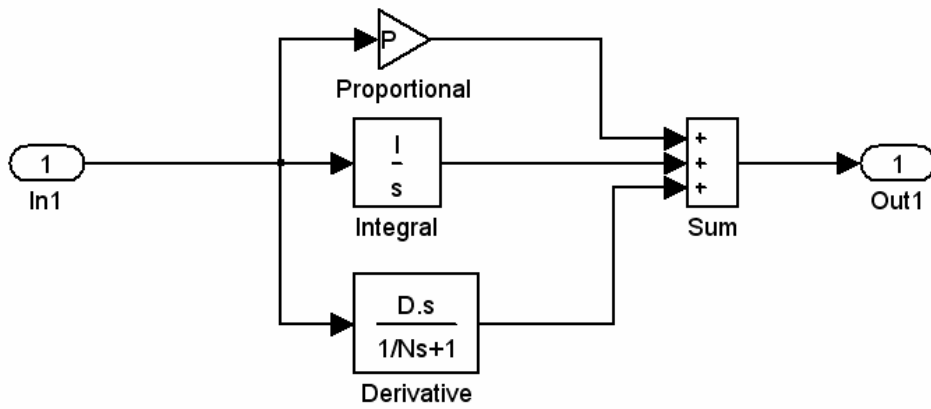 P
Proportional
1
In1
I
s
Integral
+
+
+
Sum
1
Out1
D.s
1/Ns+1
Derivative